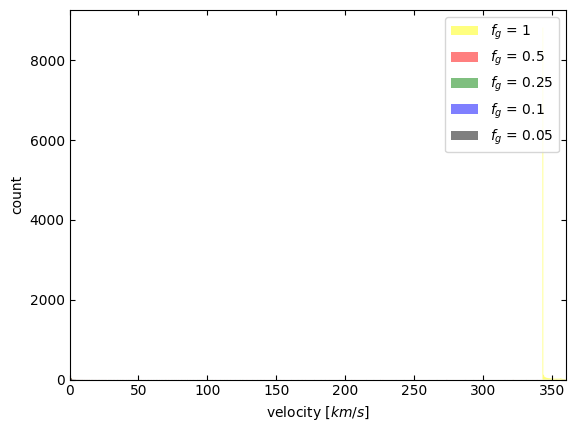 8000
6000
4000
2000
0
count
0 50 100 150 200 250 300 350
velocity [km/s]
f_g = 1
f_g = 0.5
f_g = 0.25
f_g = 0.1
f_g = 0.05